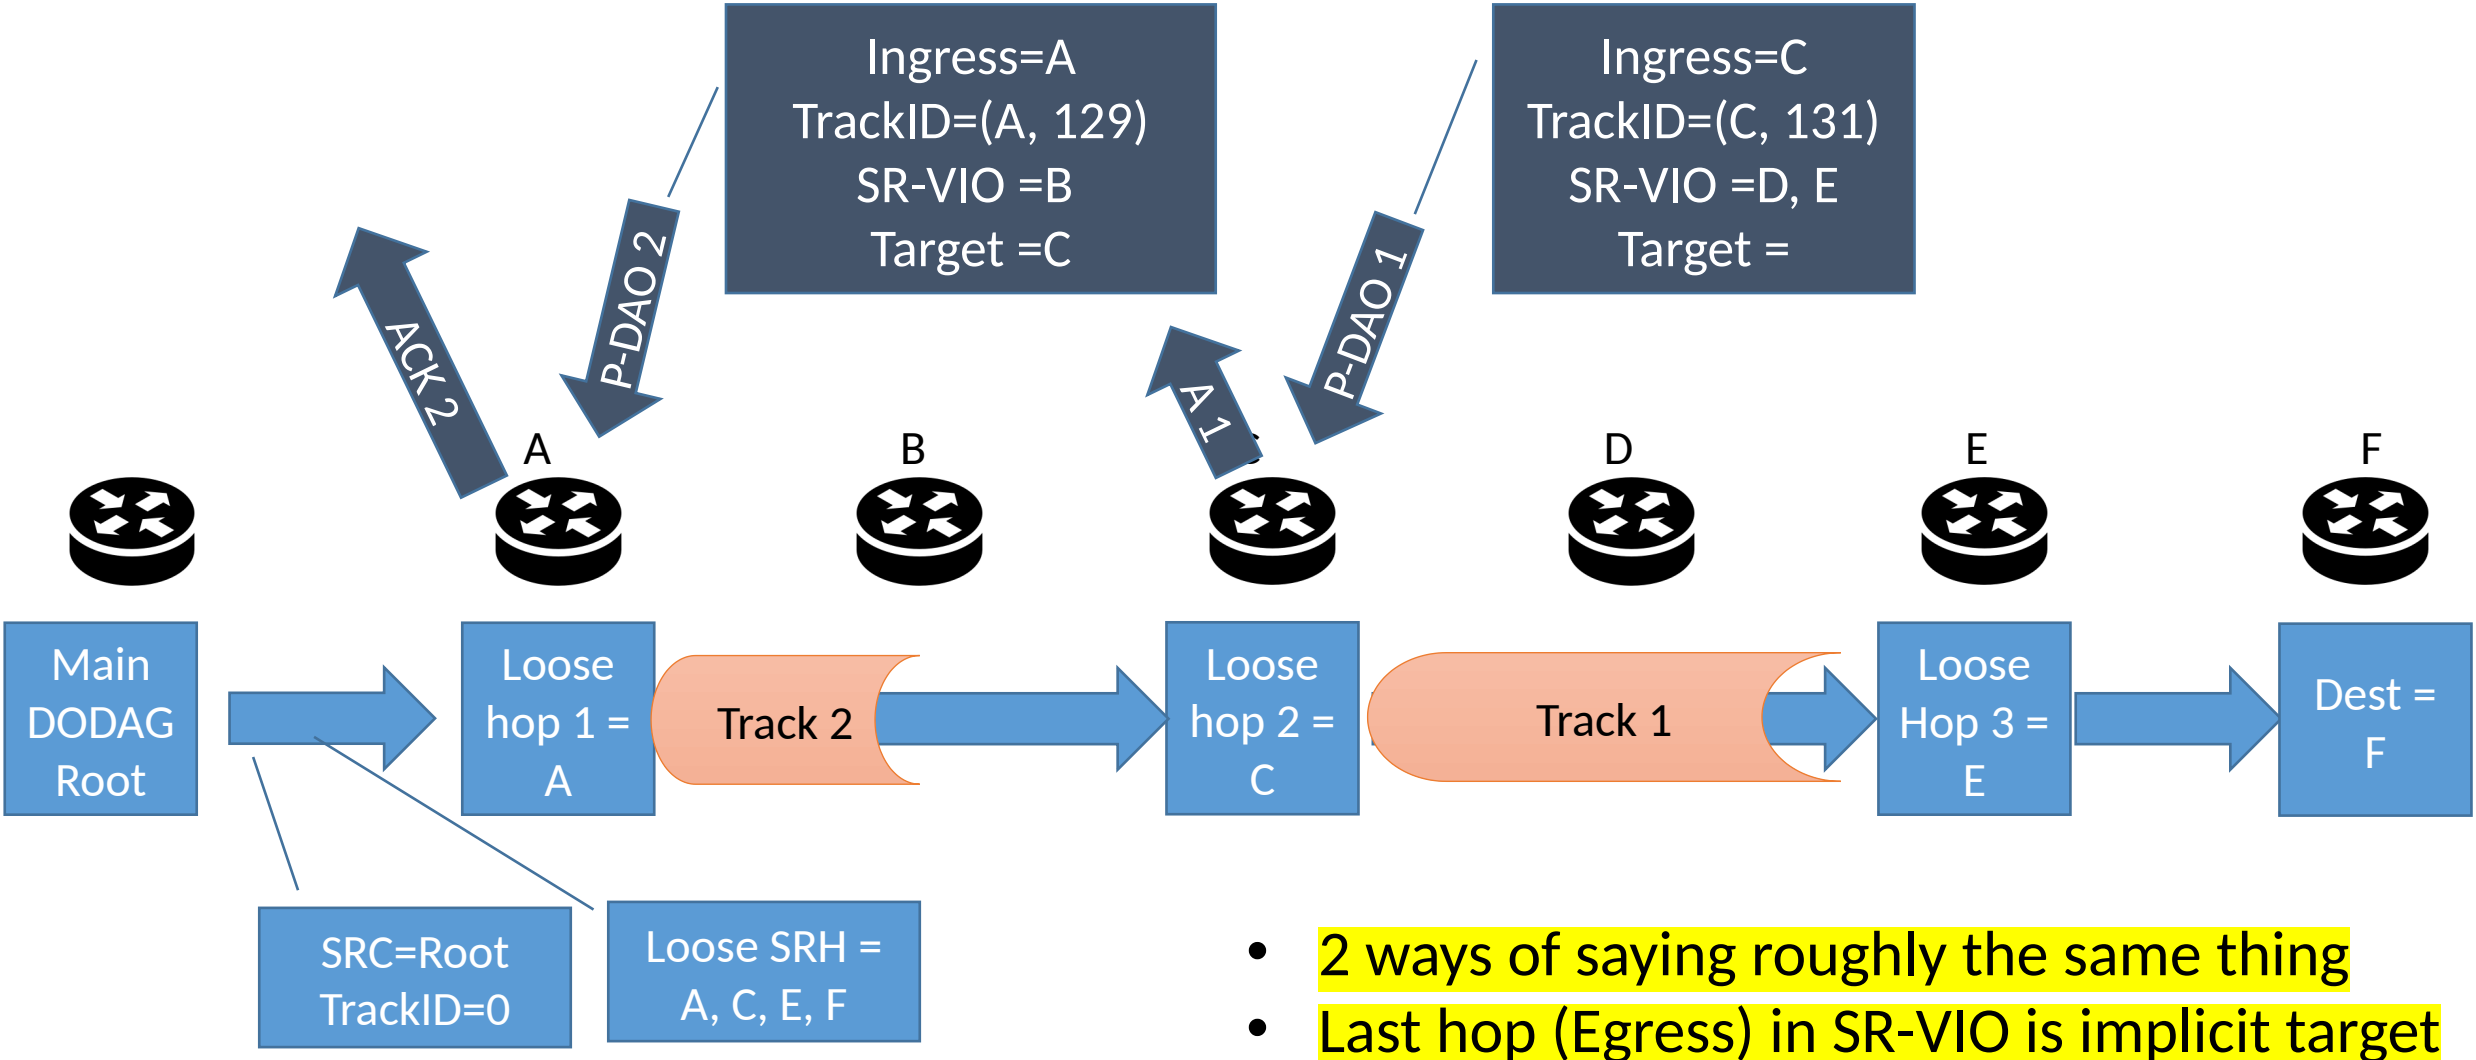 Ingress=A
TrackID=(A, 129)
SR-VIO =B
Target =C
Ingress=C
TrackID=(C, 131)
SR-VIO =D, E
Target =
ACK 2
P-DAO 2
A 1
P-DAO 1
A
B
D
E
F
Main
DODAG
Root
Loose
hop 1 =
A
Track 2
Loose
hop 2 =
C
Track 1
Loose
Hop 3 =
E
Dest =
F
SRC=Root
TrackID=0
Loose SRH =
A, C, E, F
• 2 ways of saying roughly the same thing
• Last hop (Egress) in SR-VIO is implicit target